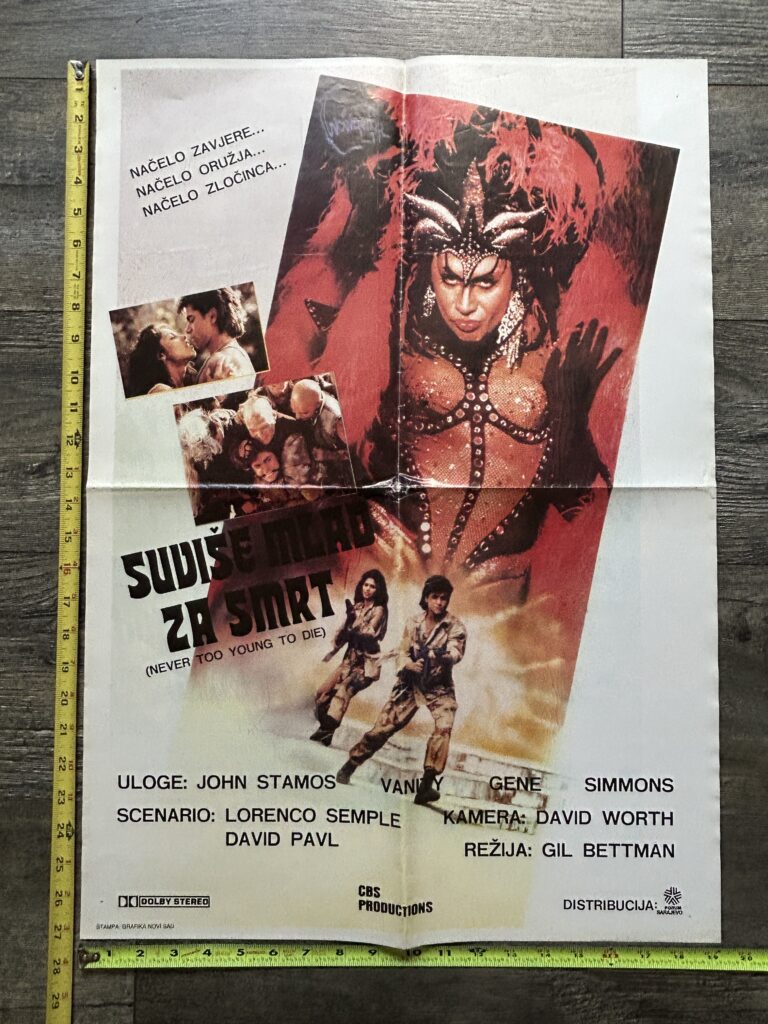 NAČELO ZAVJERE...
NAČELO ORUŽJA...
NAČELO ZLOČINCA...
SUVIŠE MLAD
ZA SMRT
(NEVER TOO YOUNG TO DIE)
ULOGE: JOHN STAMOS VANITY GENE SIMMONS
SCENARIO: LORENCO SEMPLE
DAVID PAVL
KAMERA: DAVID WORTH
REŽIJA: GIL BETTMAN
DOLBY STEREO
CBS
PRODUCTIONS
DISTRIBUCIJA:
FORUM
SARAJEVO
ŠTAMPA: GRAFIKA NOVI SAD